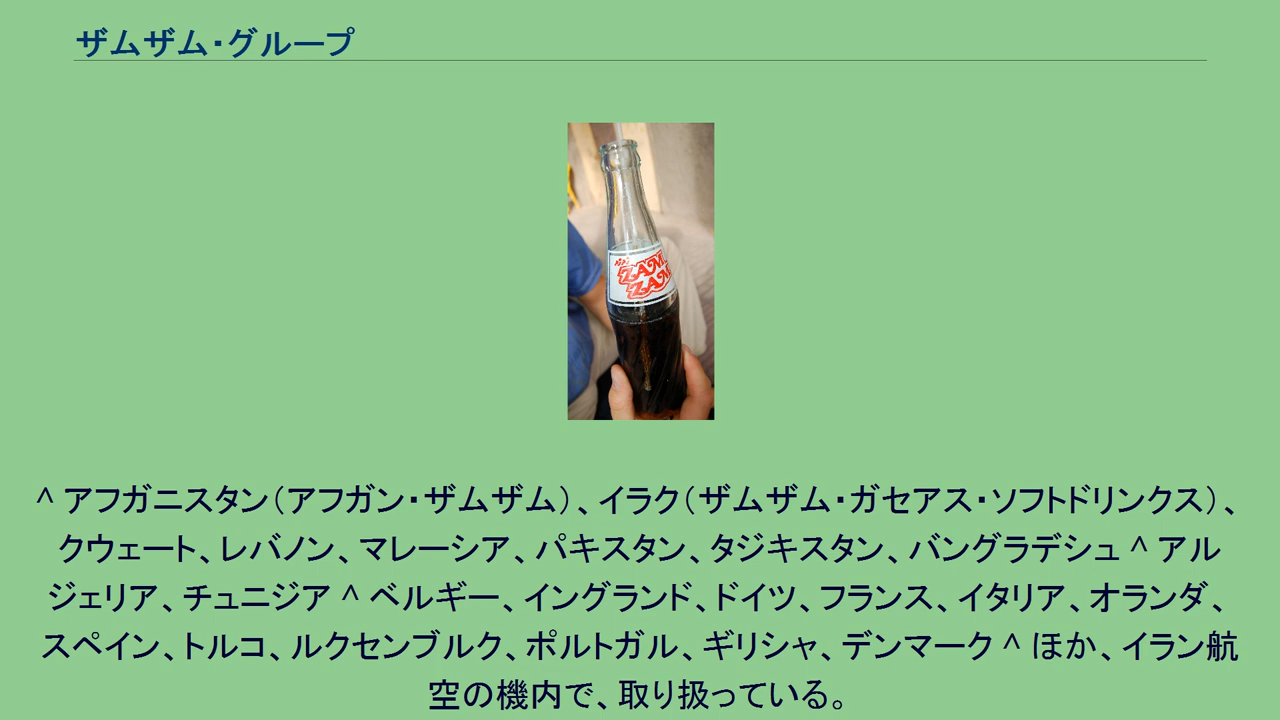 ザムザム・グループ
ZAM
ZAM
^ アフガニスタン（アフガン・ザムザム）、イラク（ザムザム・ガセアス・ソフトドリンクス）、
クウェート、レバノン、マレーシア、パキスタン、タジキスタン、バングラデシュ ^ アル
ジェリア、チュニジア ^ ベルギー、イングランド、ドイツ、フランス、イタリア、オランダ、
スペイン、トルコ、ルクセンブルク、ポルトガル、ギリシャ、デンマーク ^ ほか、イラン航
空の機内で、取り扱っている。